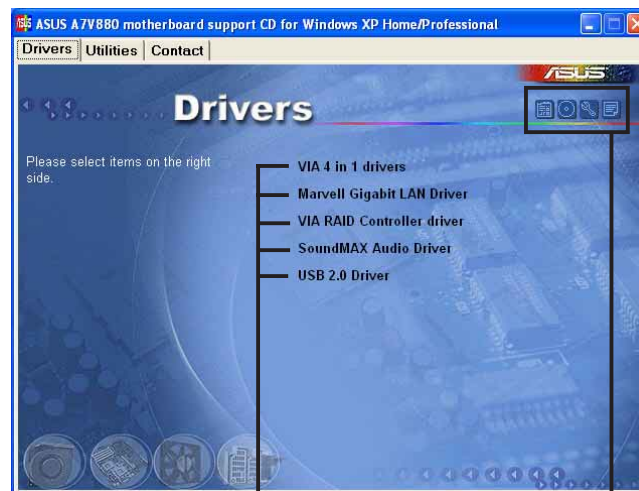 ASUS A7V880 motherboard support CD for Windows XP Home/Professional
Drivers Utilities Contact
ASUS
Drivers
Please select items on the right
side.
VIA 4 in 1 drivers
Marvell Gigabit LAN Driver
VIA RAID Controller driver
SoundMAX Audio Driver
USB 2.0 Driver